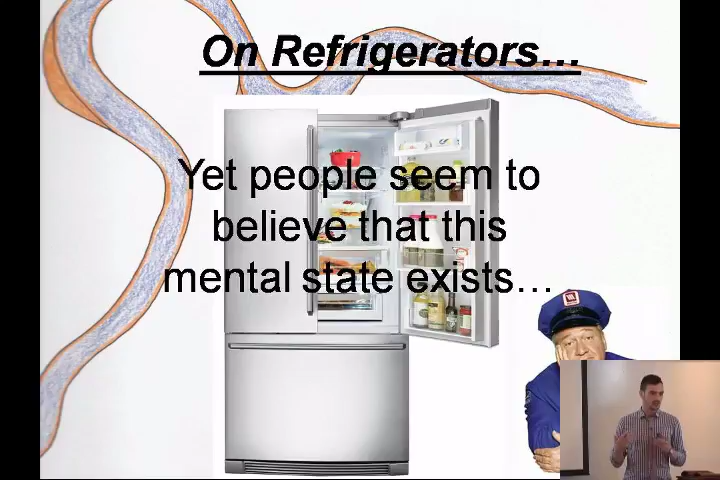 On Refrigerators...
Yet people seem to
believe that this
mental state exists...